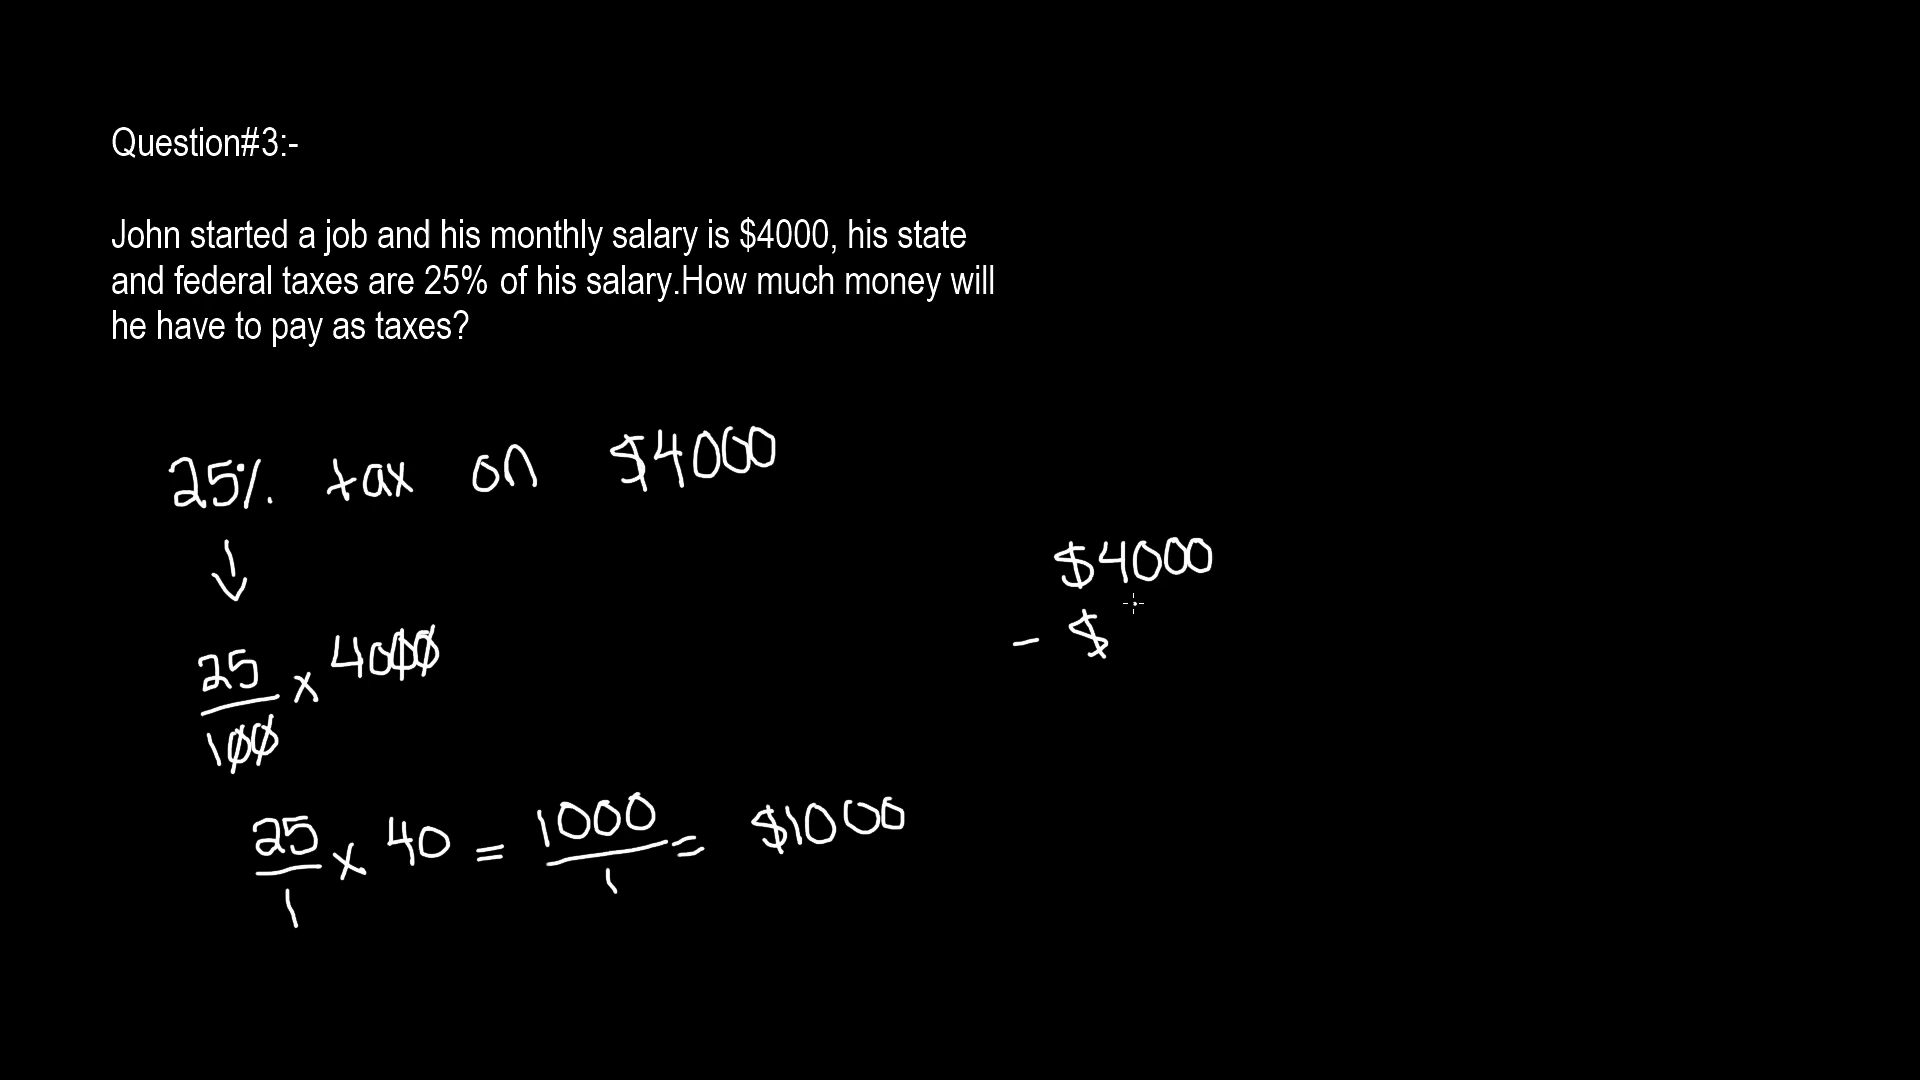 Question#3:-
John started a job and his monthly salary is $4000, his state
and federal taxes are 25% of his salary.How much money will
he have to pay as taxes?
25% tax on $4000
↓
25/100 x 4000
25/1 x 40 = 1000/1 = $1000
$4000
- $